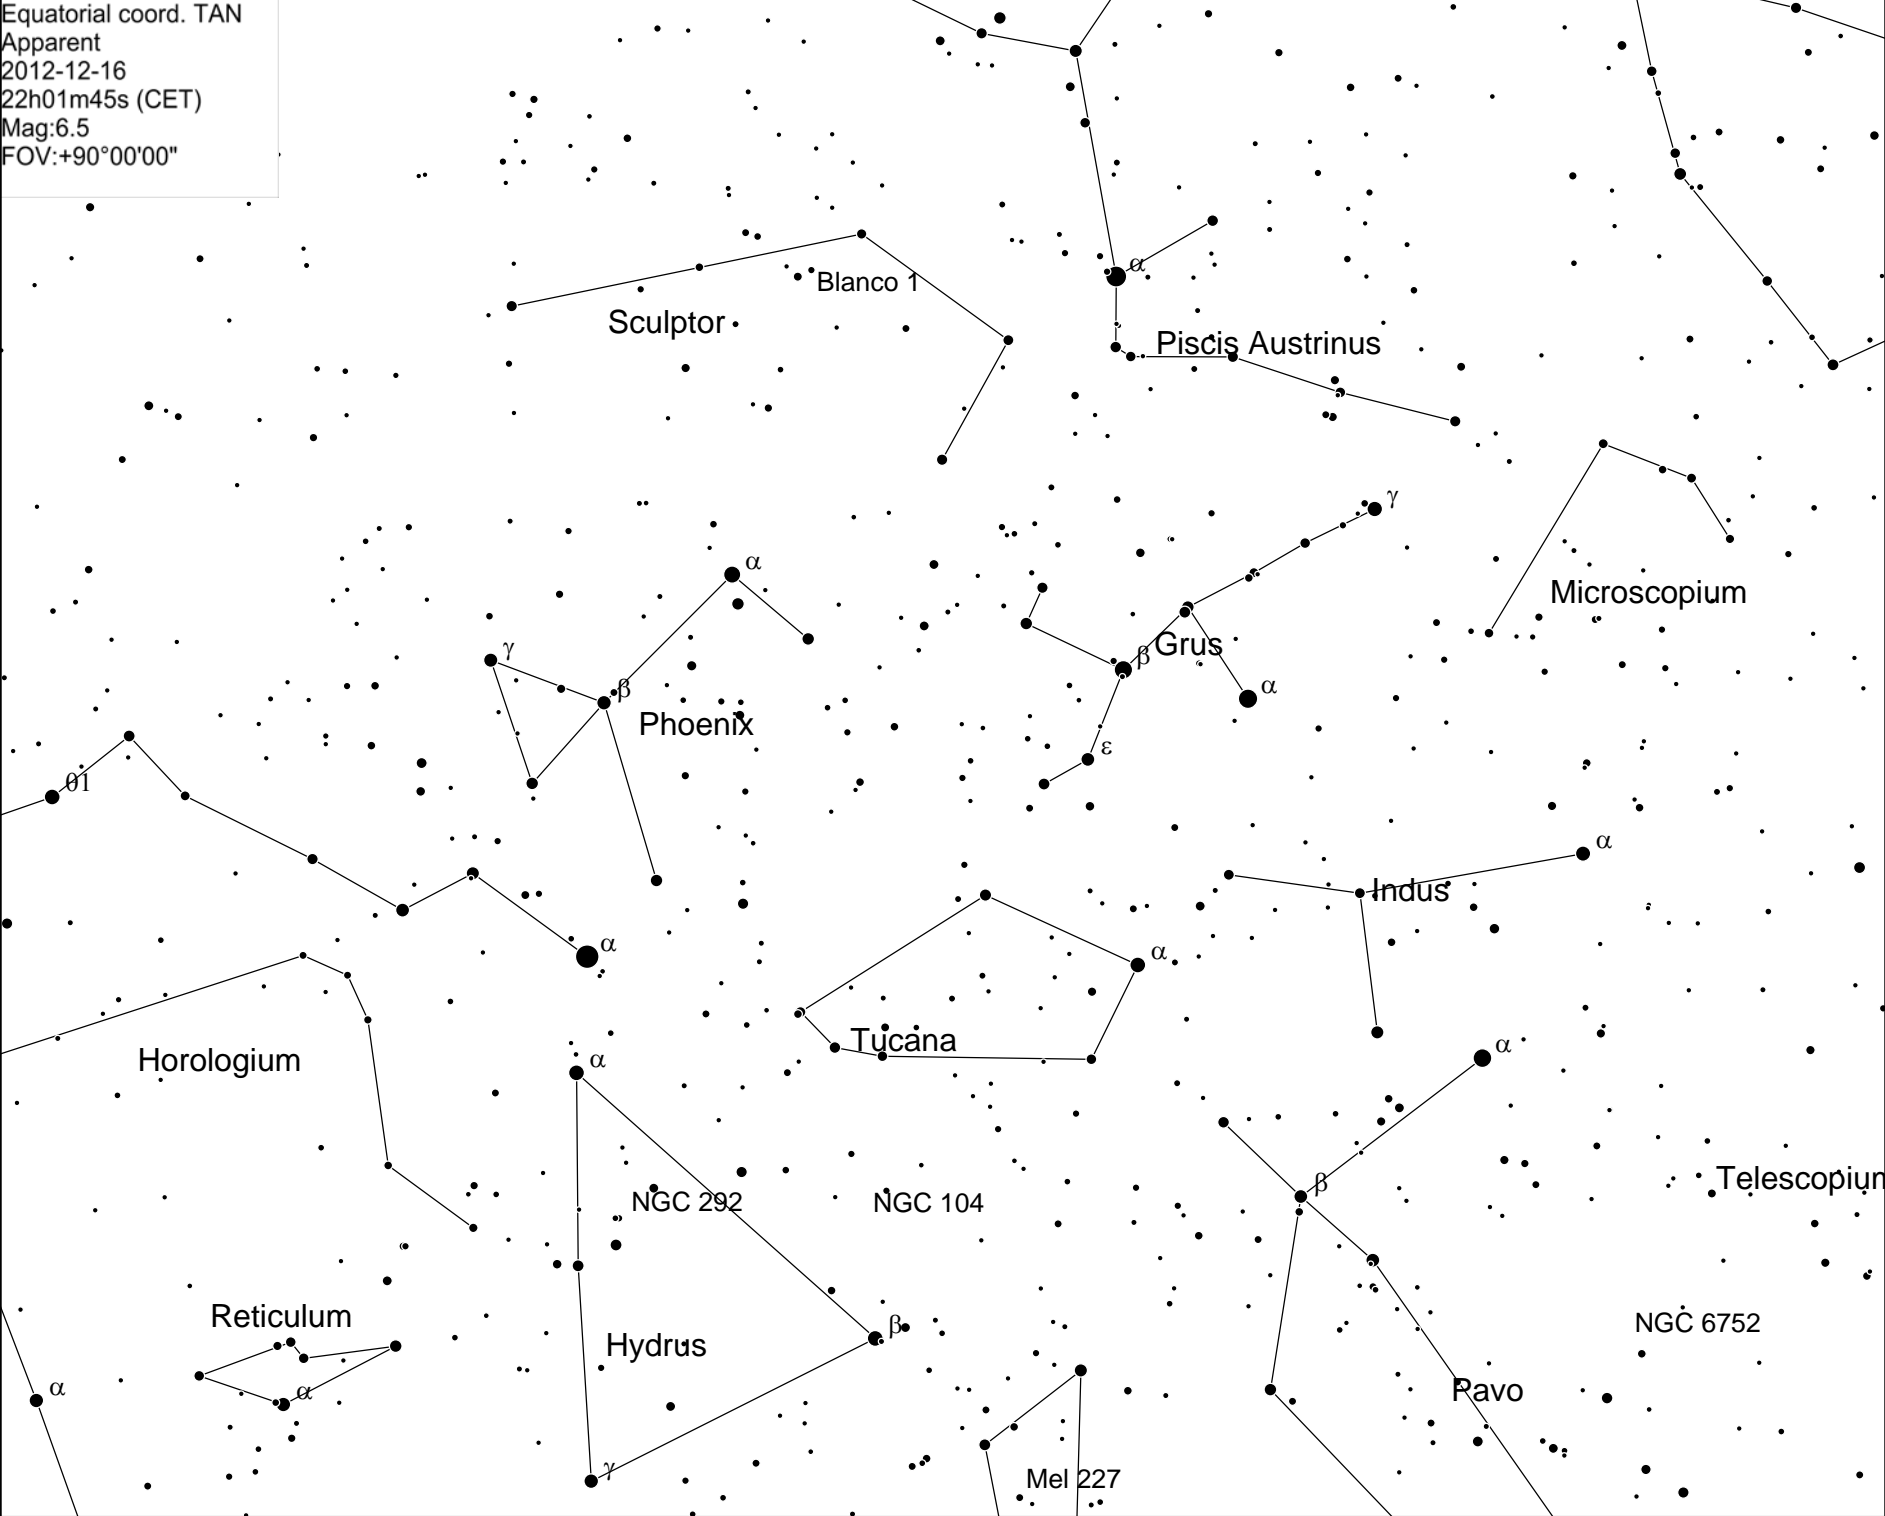 Equatorial coord. TAN
Apparent
2012-12-16
22h01m45s (CET)
Mag:6.5
FOV:+90°00'00"
α
Blanco 1
Sculptor
Piscis Austrinus
γ
α
Microscopium
γ
Grus
β
β
α
Phoenix
ε
θ1
α
Indus
α
α
Tucana
α
Horologium
α
β
Telescopium
NGC 292
NGC 104
Reticulum
β
NGC 6752
Hydrus
α
α
Pavo
γ
Mel 227